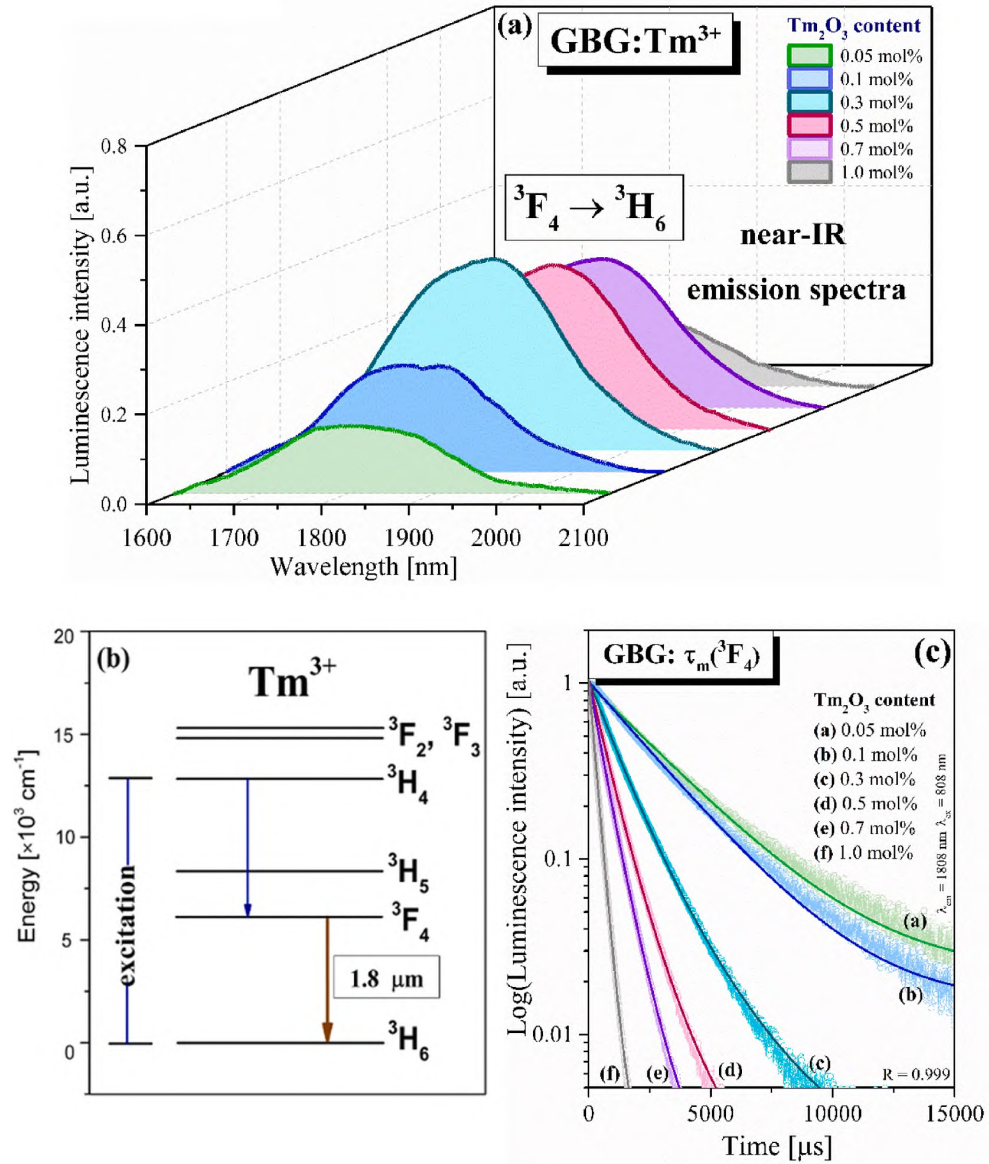 (a)
GBG:Tm³⁺
Tm₂O₃ content
0.05 mol%
0.1 mol%
0.3 mol%
0.5 mol%
0.7 mol%
1.0 mol%
³F₄ → ³H₆
near-IR
emission spectra
Luminescence intensity [a.u.]
0.8
0.6
0.4
0.2
0.0
1600
1700
1800
1900
2000
2100
Wavelength [nm]
(b)
Tm³⁺
Energy [×10³ cm⁻¹]
20
15
10
5
0
³F₂, ³F₃
³H₄
³H₅
³F₄
³H₆
excitation
1.8 μm
(c)
GBG: τₘ(³F₄)
Tm₂O₃ content
(a) 0.05 mol%
(b) 0.1 mol%
(c) 0.3 mol%
(d) 0.5 mol%
(e) 0.7 mol%
(f) 1.0 mol%
λₑₘ = 1808 nm λₑₓ = 808 nm
Log(Luminescence intensity) [a.u.]
1
0.1
0.01
(a)
(b)
(c)
(d)
(e)
(f)
R = 0.999
0
5000
10000
15000
Time [μs]